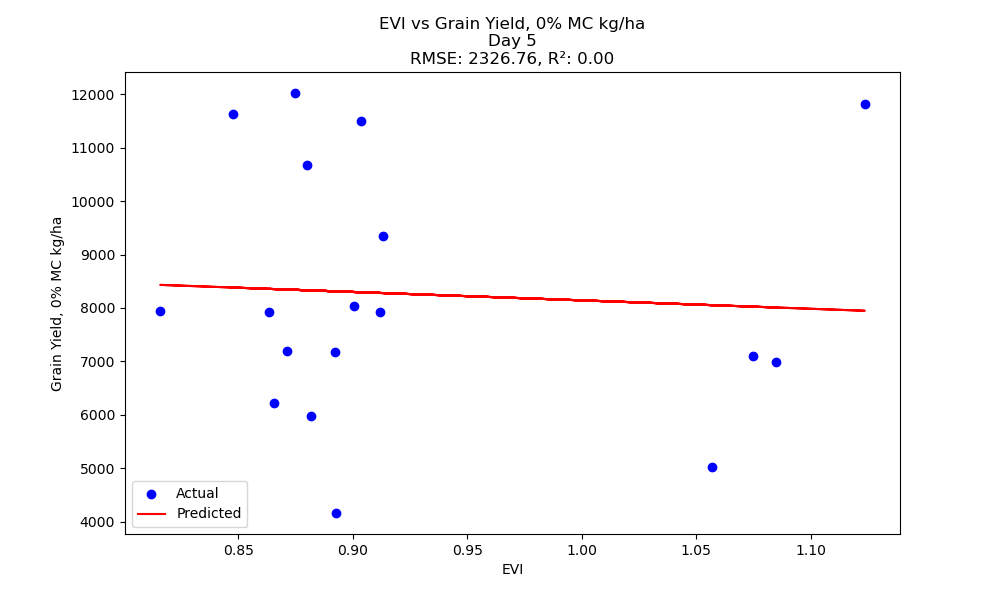 EVI vs Grain Yield, 0% MC kg/ha
Day 5
RMSE: 2326.76, R²: 0.00
Grain Yield, 0% MC kg/ha
12000
11000
10000
9000
8000
7000
6000
5000
4000
Actual
Predicted
0.85
0.90
0.95
1.00
1.05
1.10
EVI